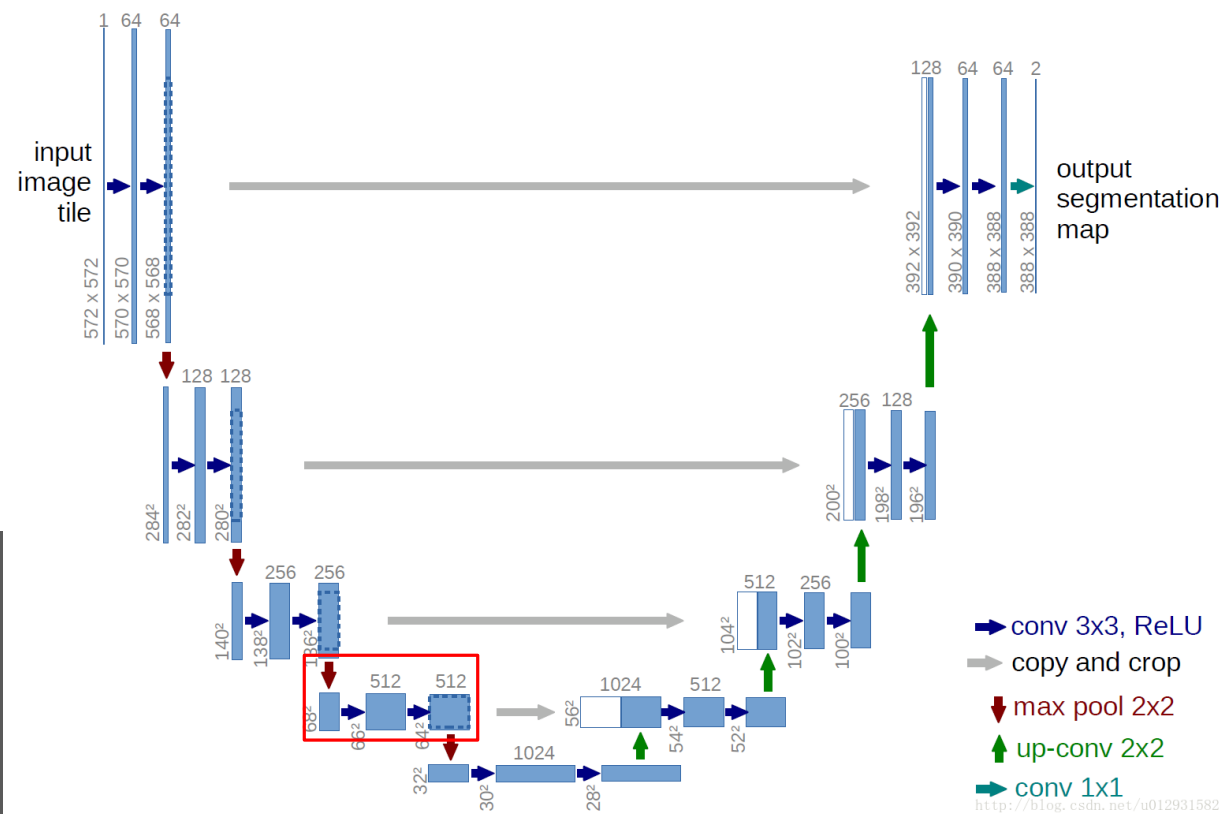 1 64 64
128 64 64 2
input
image
tile
output
segmentation
map
572 x 572
570 x 570
568 x 568
392 x 392
390 x 390
388 x 388
388 x 388
128 128
256 128
284²
282²
280²
200²
198²
196²
256 256
512 256
140²
138²
136²
104²
102²
100²
conv 3x3, ReLU
copy and crop
max pool 2x2
up-conv 2x2
conv 1x1
512 512
1024 512
68²
66²
64²
56²
54²
52²
1024
32²
30²
28²
http://blog.csdn.net/u012931582